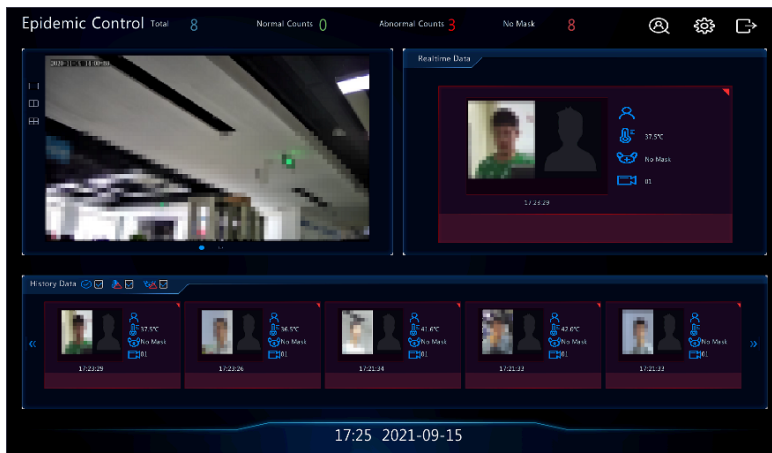 Epidemic Control Total 8 Normal Counts 0 Abnormal Counts 3 No Mask 8
Realtime Data
37.5℃
No Mask
01
17:23:29
History Data
37.5℃
No Mask
01
17:23:29
36.5℃
No Mask
01
17:23:26
41.6℃
No Mask
01
17:21:34
42.0℃
No Mask
01
17:21:33
No Mask
01
17:21:33
17:25 2021-09-15